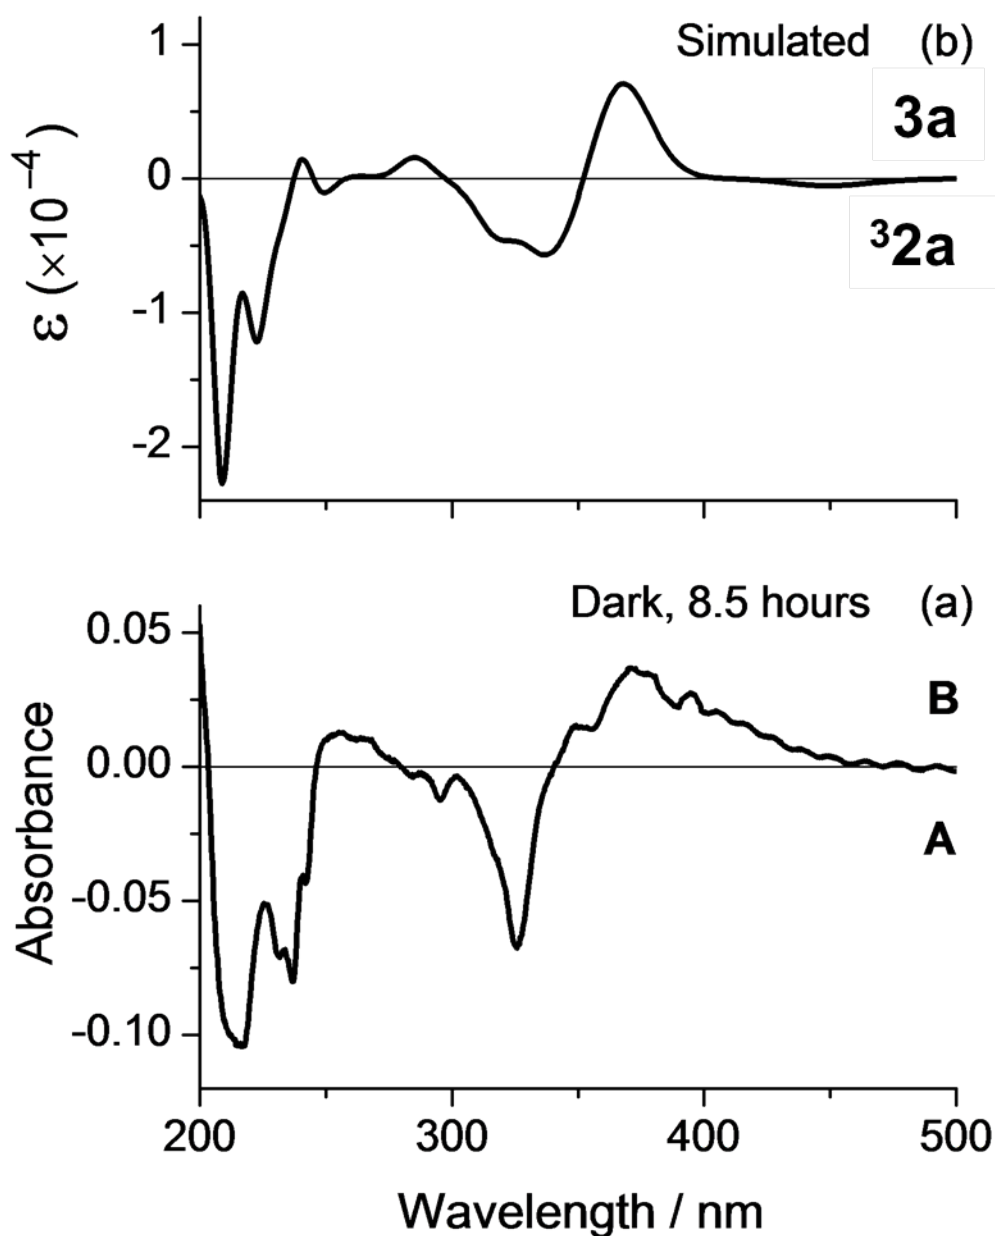 Simulated (b)
3a
³2a
1
0
-1
-2
ε (×10⁻⁴)
Dark, 8.5 hours (a)
B
A
0.05
0.00
-0.05
-0.10
Absorbance
200 300 400 500
Wavelength / nm